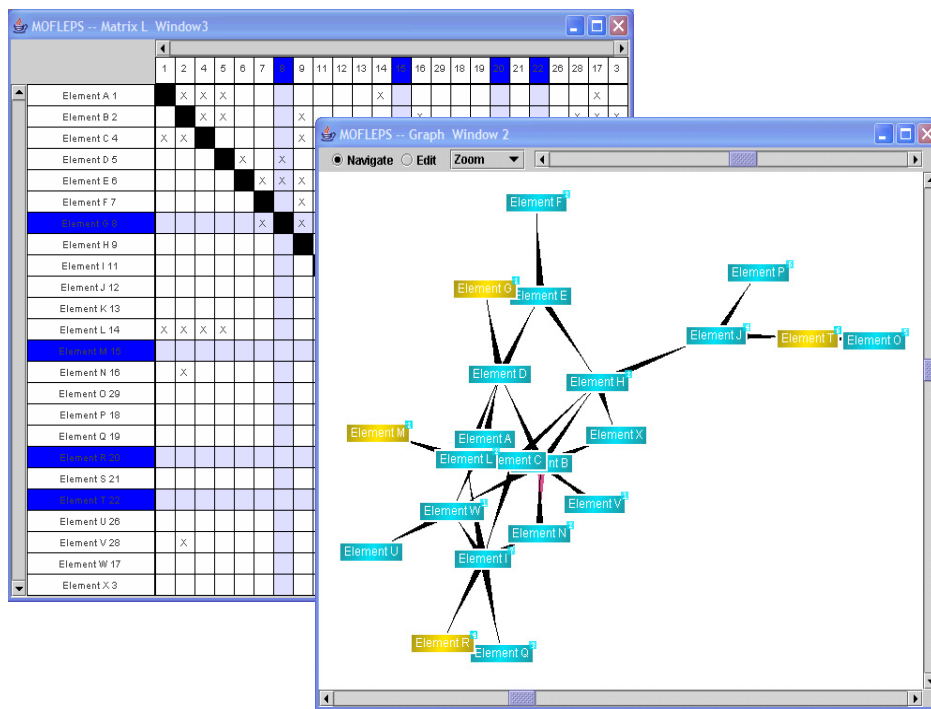 MOFLEPS -- Matrix L Window3
1 2 4 5 6 7 8 9 11 12 13 14 15 16 29 18 19 20 21 22 26 28 17 3
Element A 1 X X X X X
Element B 2 X X X X X X X
Element C 4 X X X
Element D 5 X X
Element E 6 X X X
Element F 7 X
Element G 8 X X
Element H 9
Element I 11
Element J 12
Element K 13
Element L 14 X X X X
Element M 15
Element N 16 X
Element O 29
Element P 18
Element Q 19
Element R 20
Element S 21
Element T 22
Element U 26
Element V 28 X
Element W 17
Element X 3
MOFLEPS -- Graph Window 2
Navigate Edit Zoom
Element F
Element P
Element G
Element E
Element J
Element T
Element O
Element D
Element H
Element M
Element A
Element X
Element L
lement C
nt B
Element V
Element W
Element N
Element U
Element I
Element R
Element Q